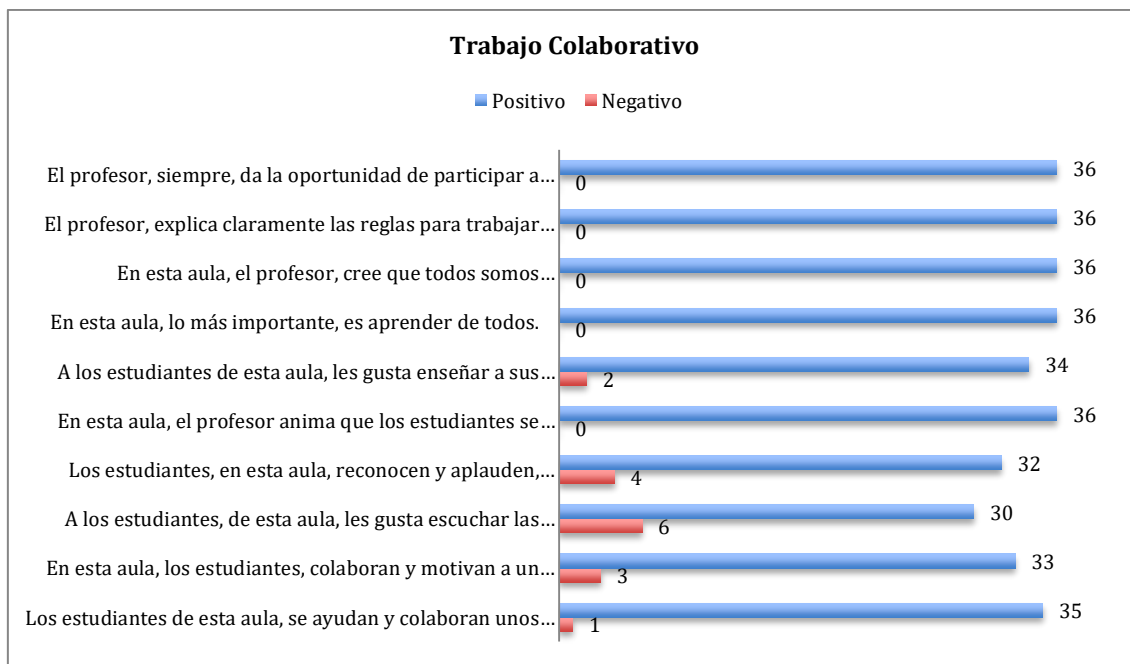 Trabajo Colaborativo
Positivo Negativo
El profesor, siempre, da la oportunidad de participar a… 36
0
El profesor, explica claramente las reglas para trabajar… 36
0
En esta aula, el profesor, cree que todos somos… 36
0
En esta aula, lo más importante, es aprender de todos. 36
0
A los estudiantes de esta aula, les gusta enseñar a sus… 34
2
En esta aula, el profesor anima que los estudiantes se… 36
0
Los estudiantes, en esta aula, reconocen y aplauden,… 32
4
A los estudiantes, de esta aula, les gusta escuchar las… 30
6
En esta aula, los estudiantes, colaboran y motivan a un… 33
3
Los estudiantes de esta aula, se ayudan y colaboran unos… 35
1